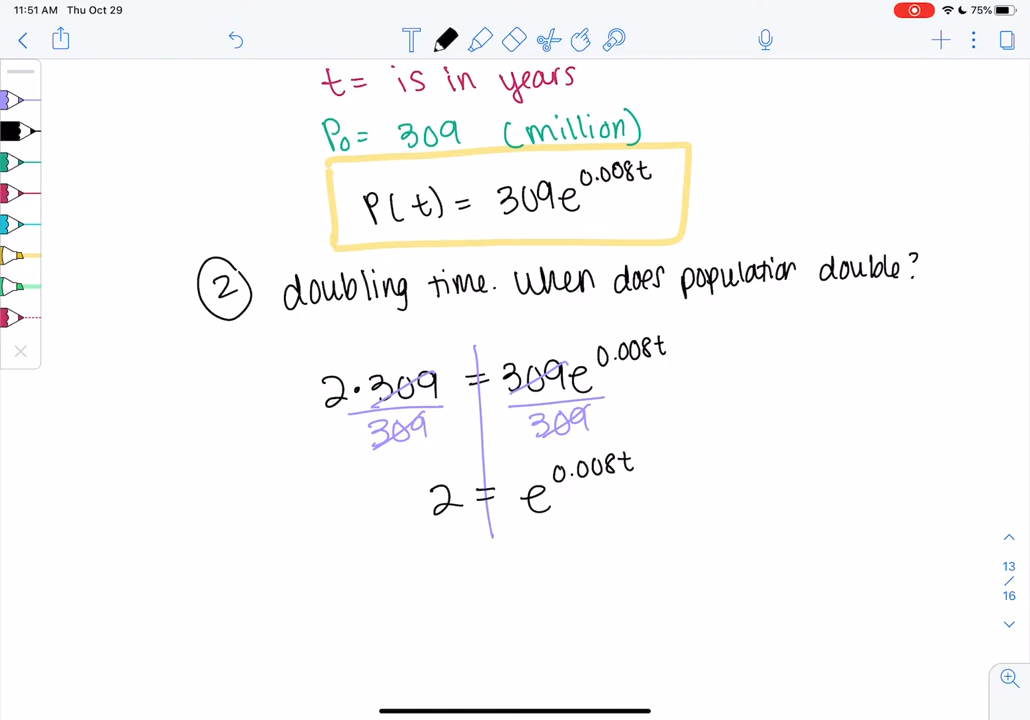 11:51 AM Thu Oct 29
75%
t= is in years
P₀= 309 (million)
P(t)= 309e^0.008t
2 doubling time. When does population double?
2·309 = 309e^0.008t
309 309
2 = e^0.008t
13
/
16